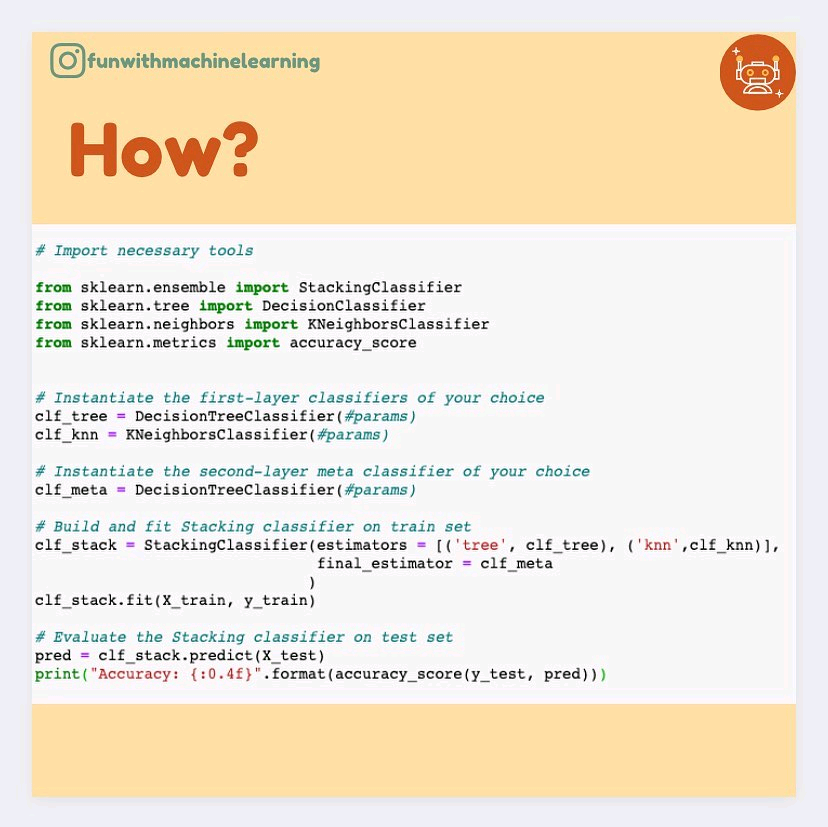 funwithmachinelearning
How?
# Import necessary tools
from sklearn.ensemble import StackingClassifier
from sklearn.tree import DecisionClassifier
from sklearn.neighbors import KNeighborsClassifier
from sklearn.metrics import accuracy_score
# Instantiate the first-layer classifiers of your choice
clf_tree = DecisionTreeClassifier(#params)
clf_knn = KNeighborsClassifier(#params)
# Instantiate the second-layer meta classifier of your choice
clf_meta = DecisionTreeClassifier(#params)
# Build and fit Stacking classifier on train set
clf_stack = StackingClassifier(estimators = [('tree', clf_tree), ('knn',clf_knn)],
final_estimator = clf_meta
)
clf_stack.fit(X_train, y_train)
# Evaluate the Stacking classifier on test set
pred = clf_stack.predict(X_test)
print("Accuracy: {:0.4f}".format(accuracy_score(y_test, pred)))